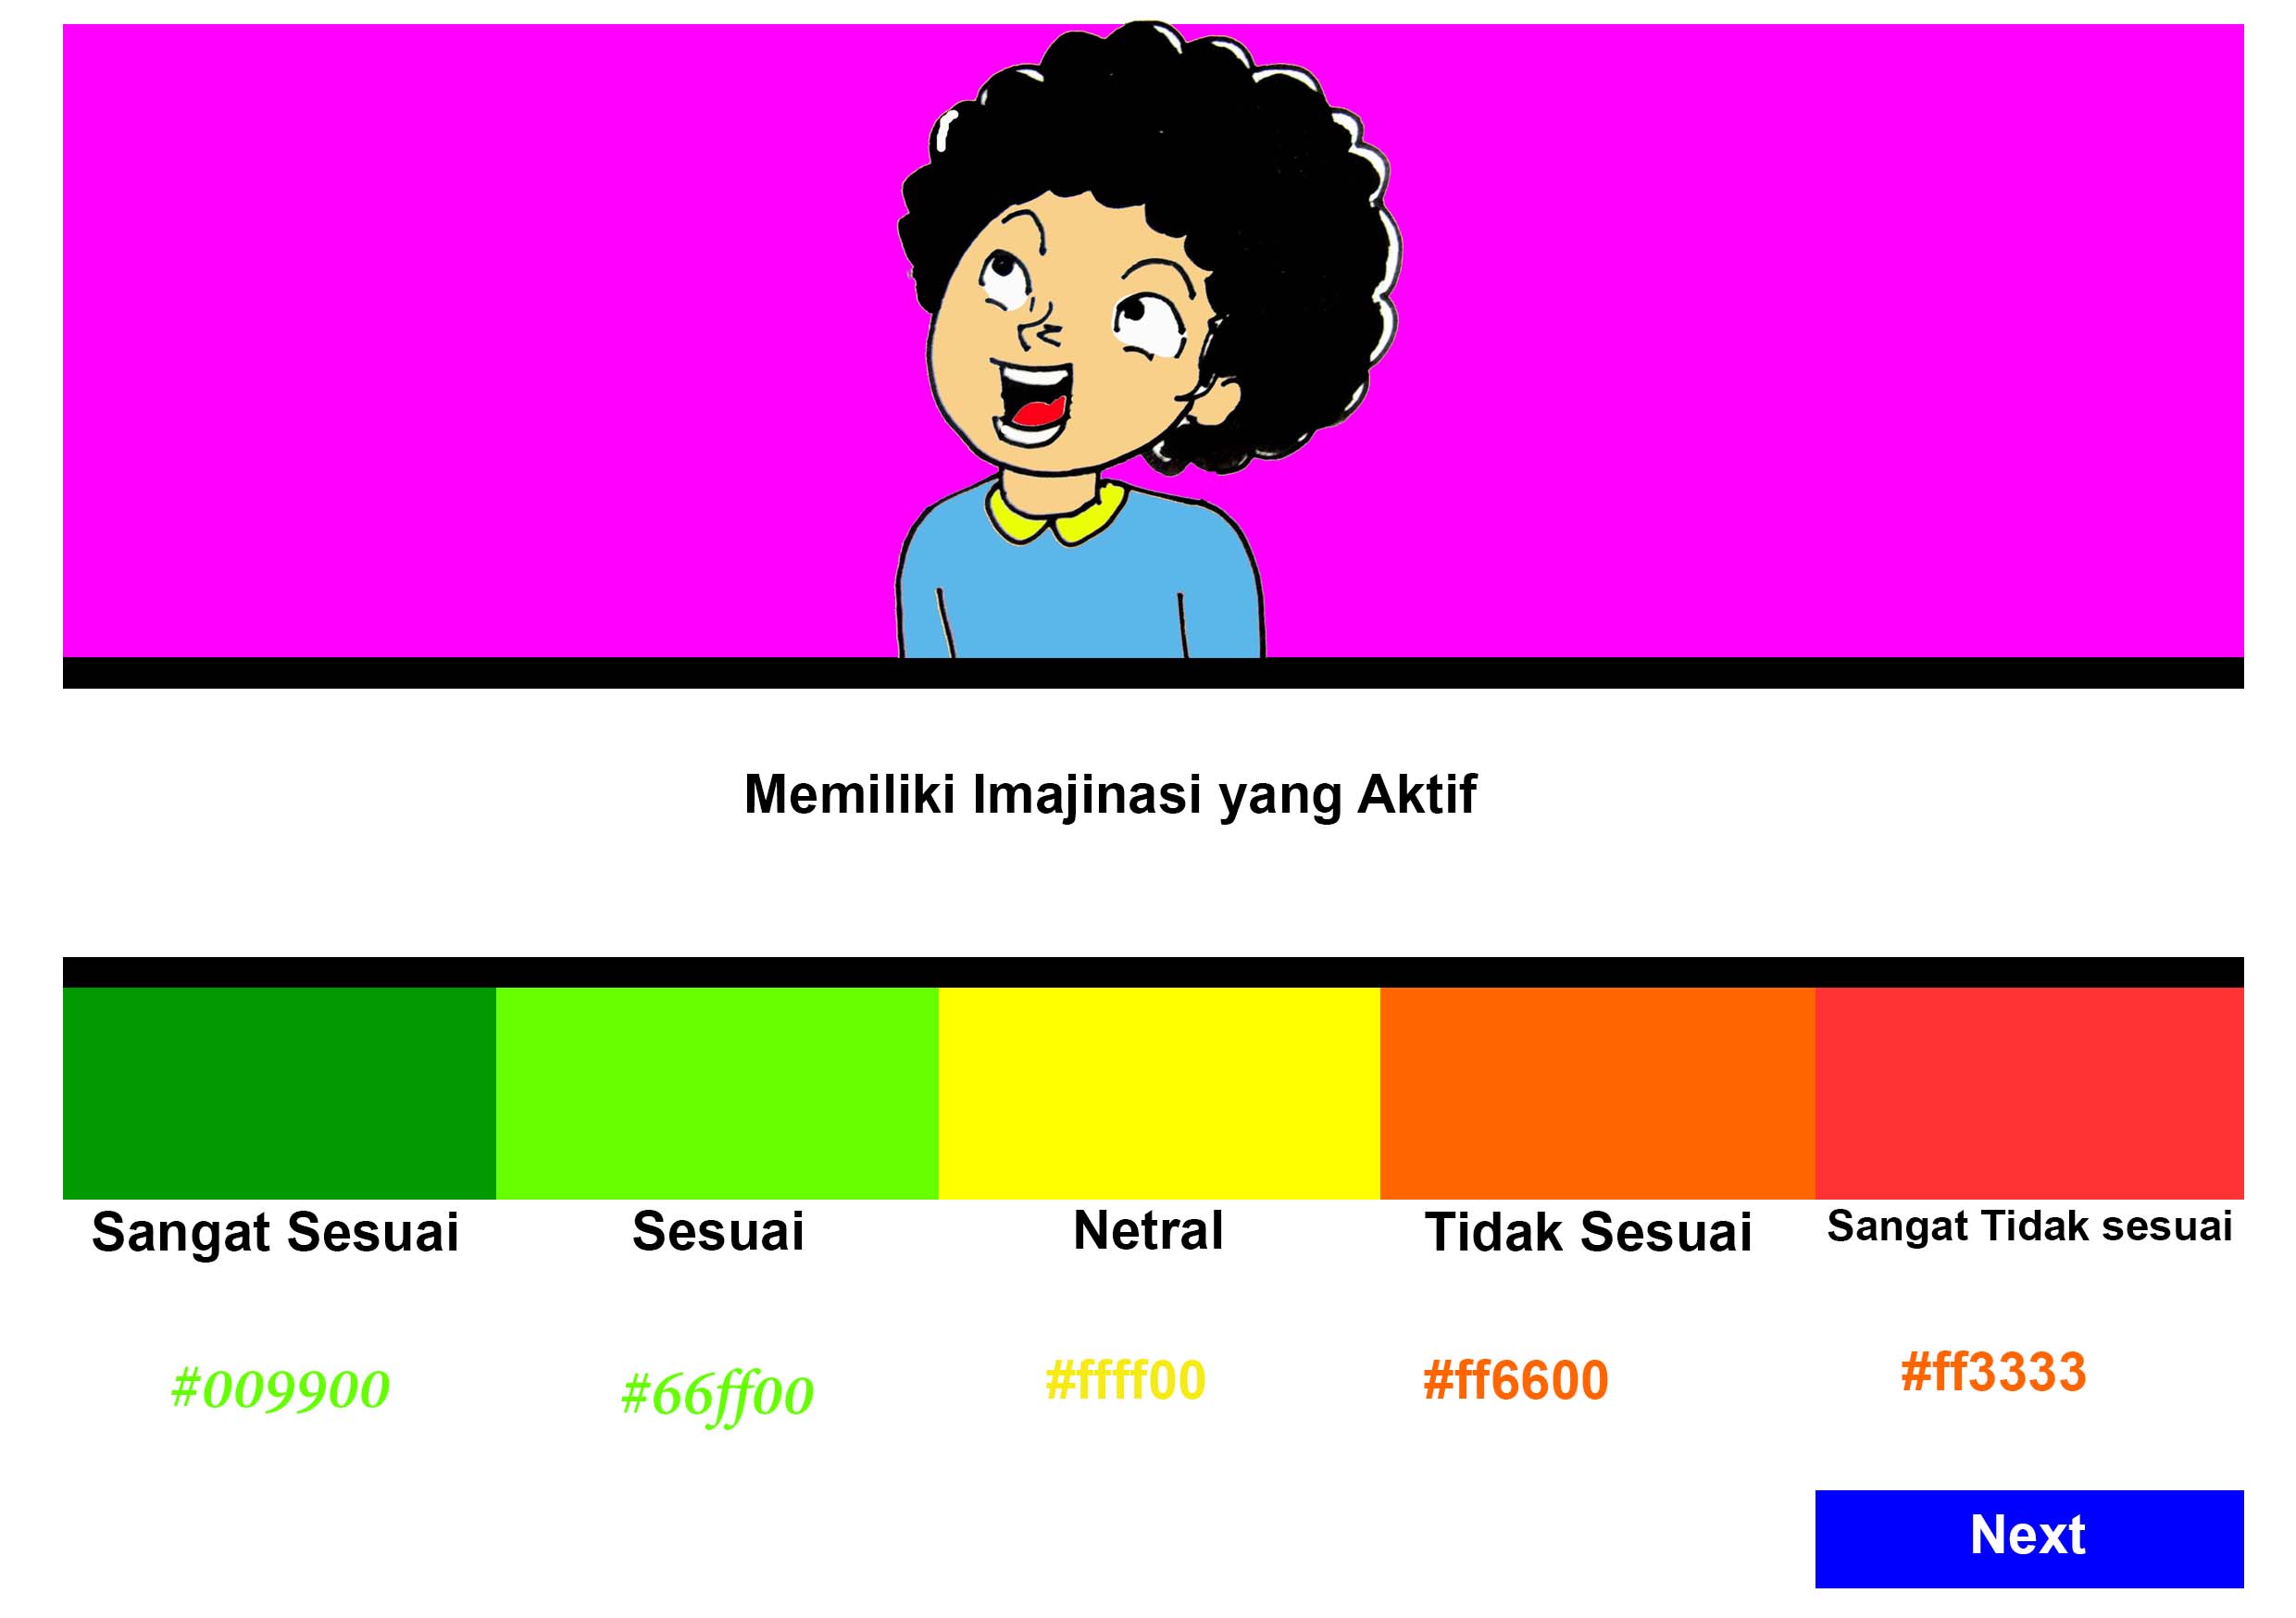 Memiliki Imajinasi yang Aktif
Sangat Sesuai
Sesuai
Netral
Tidak Sesuai
Sangat Tidak sesuai
#009900
#66ff00
#ffff00
#ff6600
#ff3333
Next